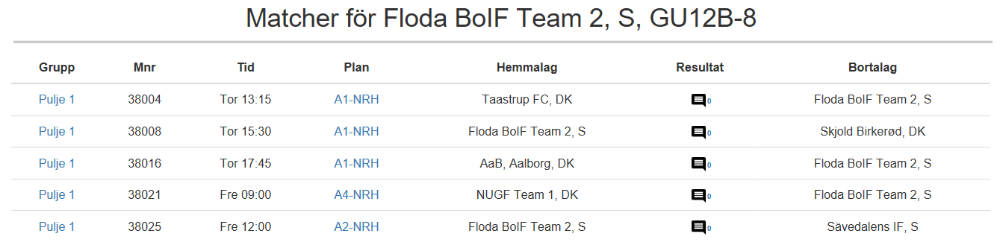 Matcher för Floda BoIF Team 2, S, GU12B-8
Grupp Mnr Tid Plan Hemmalag Resultat Bortalag
Pulje 1 38004 Tor 13:15 A1-NRH Taastrup FC, DK 0 Floda BoIF Team 2, S
Pulje 1 38008 Tor 15:30 A1-NRH Floda BoIF Team 2, S 0 Skjold Birkerød, DK
Pulje 1 38016 Tor 17:45 A1-NRH AaB, Aalborg, DK 0 Floda BoIF Team 2, S
Pulje 1 38021 Fre 09:00 A4-NRH NUGF Team 1, DK 0 Floda BoIF Team 2, S
Pulje 1 38025 Fre 12:00 A2-NRH Floda BoIF Team 2, S 0 Sävedalens IF, S